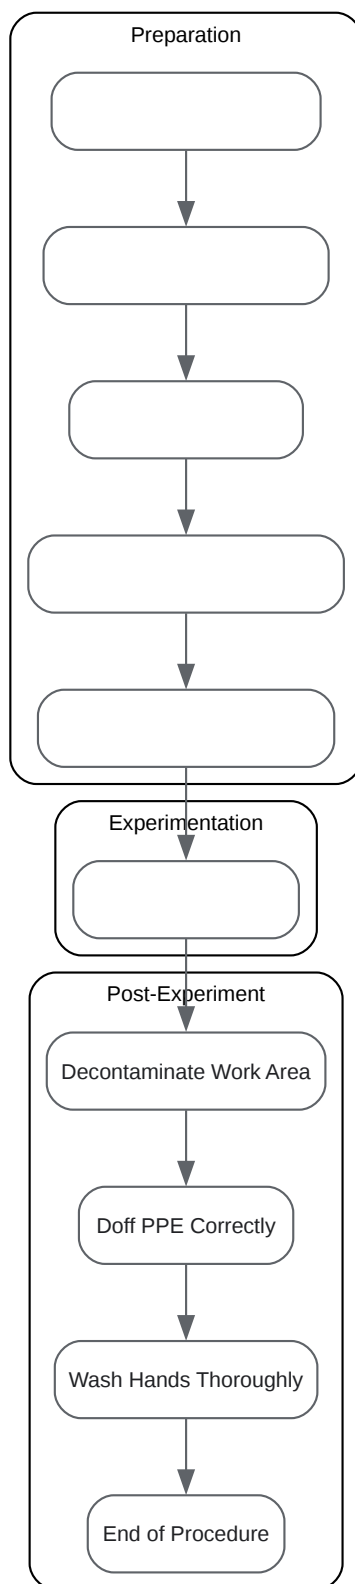 Preparation
Experimentation
Post-Experiment
Decontaminate Work Area
Doff PPE Correctly
Wash Hands Thoroughly
End of Procedure